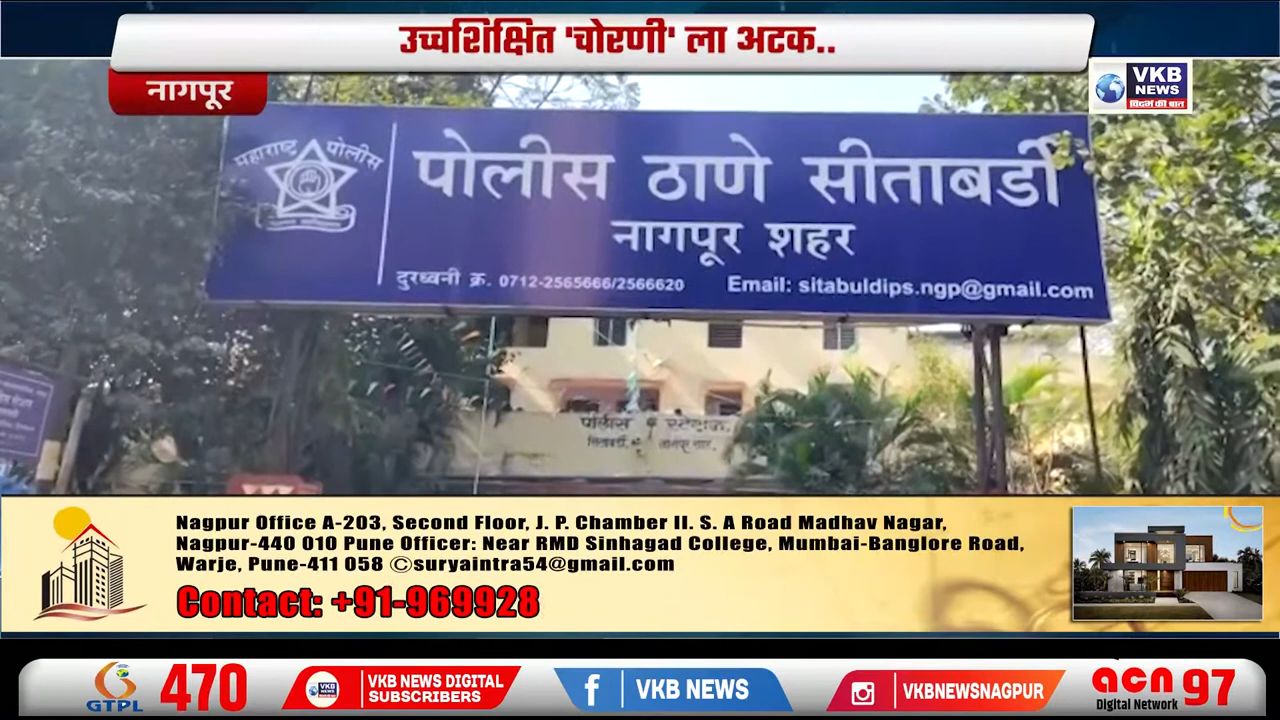 उच्चशिक्षित 'चोरणी' ला अटक..
नागपूर
VKB
NEWS
विदर्भ की बात
महाराष्ट्र पोलीस
पोलीस ठाणे सीताबर्डी
नागपूर शहर
दुरध्वनी क्र. 0712-2565666/2566620 Email: sitabuldips.ngp@gmail.com
Nagpur Office A-203, Second Floor, J. P. Chamber II. S. A Road Madhav Nagar,
Nagpur-440 010 Pune Officer: Near RMD Sinhagad College, Mumbai-Banglore Road,
Warje, Pune-411 058 ©suryaintra54@gmail.com
Contact: +91-969928
GTPL
470
VKB NEWS DIGITAL
SUBSCRIBERS
VKB NEWS
VKBNEWSNAGPUR
acn 97
Digital Network